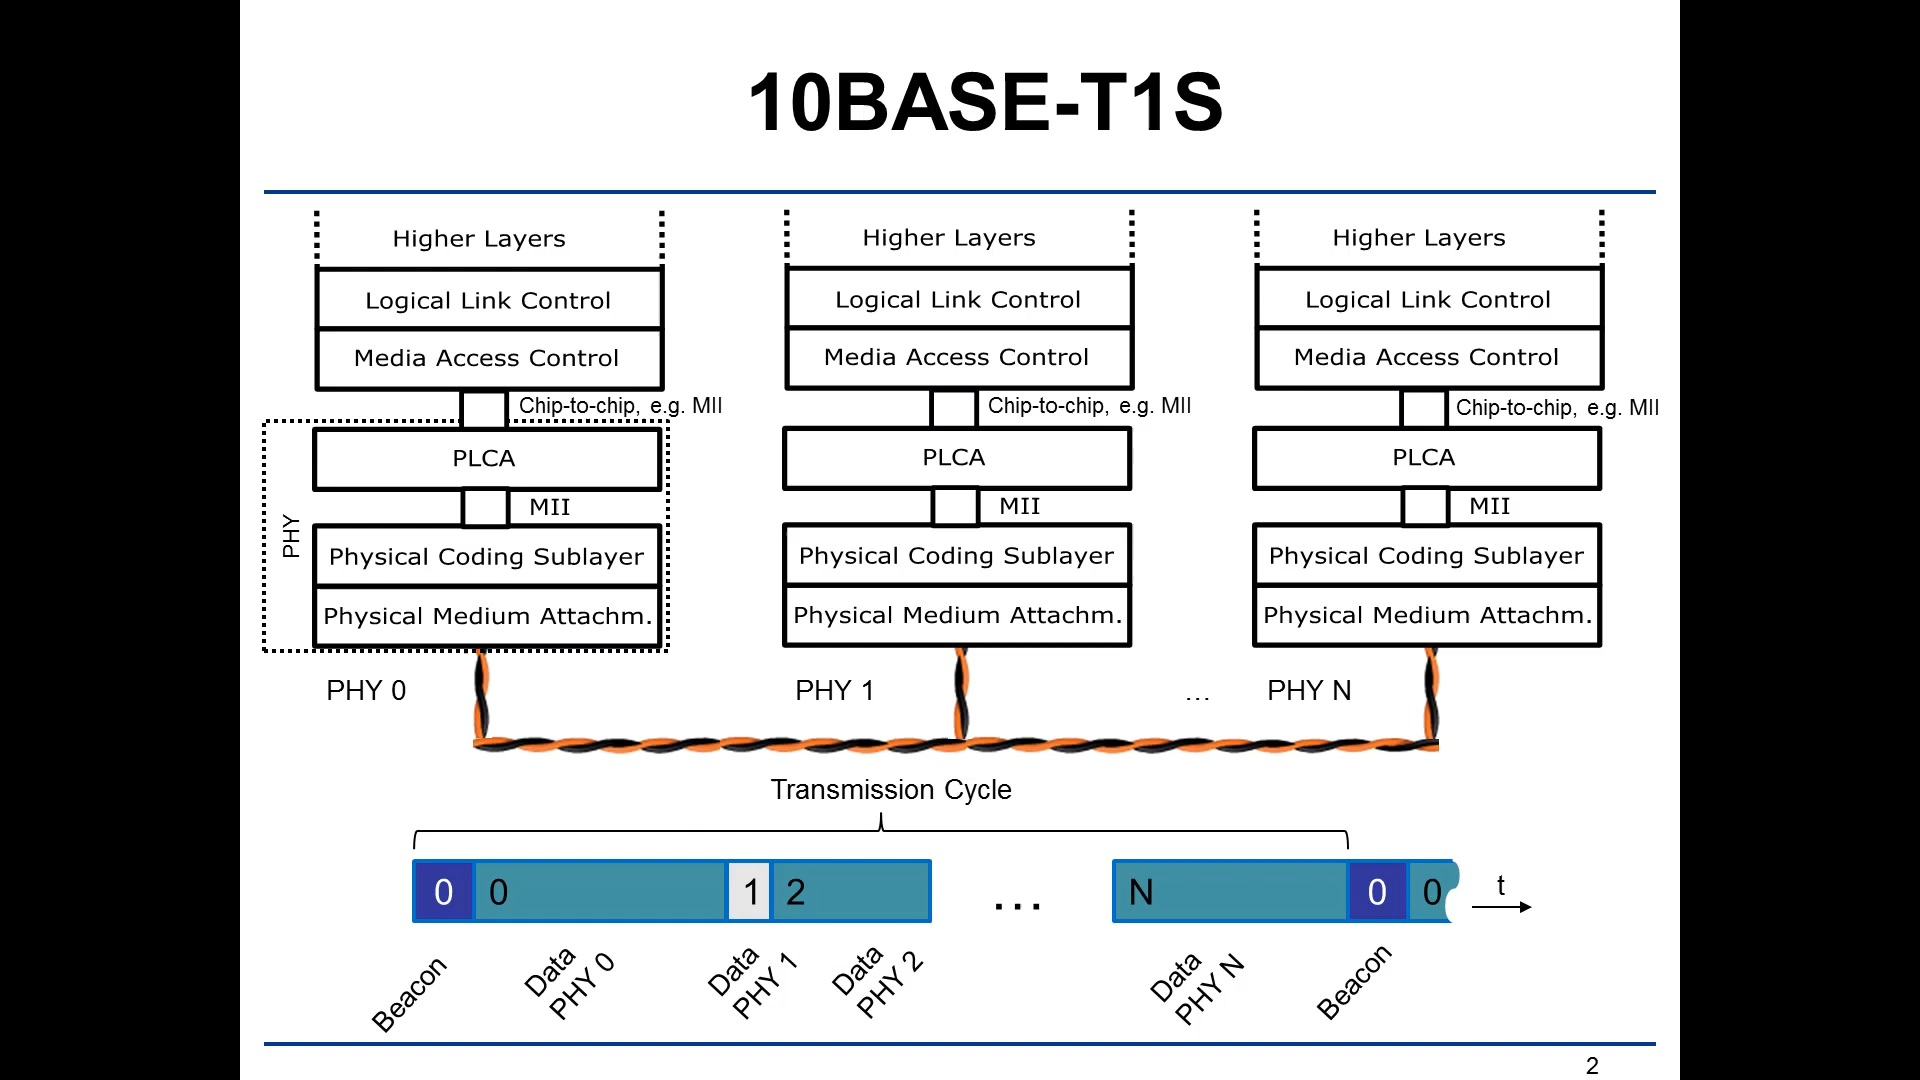 10BASE-T1S
Higher Layers
Logical Link Control
Media Access Control
Chip-to-chip, e.g. MII
PLCA
MII
Physical Coding Sublayer
Physical Medium Attachm.
PHY
PHY 0
Higher Layers
Logical Link Control
Media Access Control
Chip-to-chip, e.g. MII
PLCA
MII
Physical Coding Sublayer
Physical Medium Attachm.
PHY 1
...
Higher Layers
Logical Link Control
Media Access Control
Chip-to-chip, e.g. MII
PLCA
MII
Physical Coding Sublayer
Physical Medium Attachm.
PHY N
Transmission Cycle
0 0 1 2 ... N 0 0 t
Beacon
Data
PHY 0
Data
PHY 1
Data
PHY 2
Data
PHY N
Beacon
2